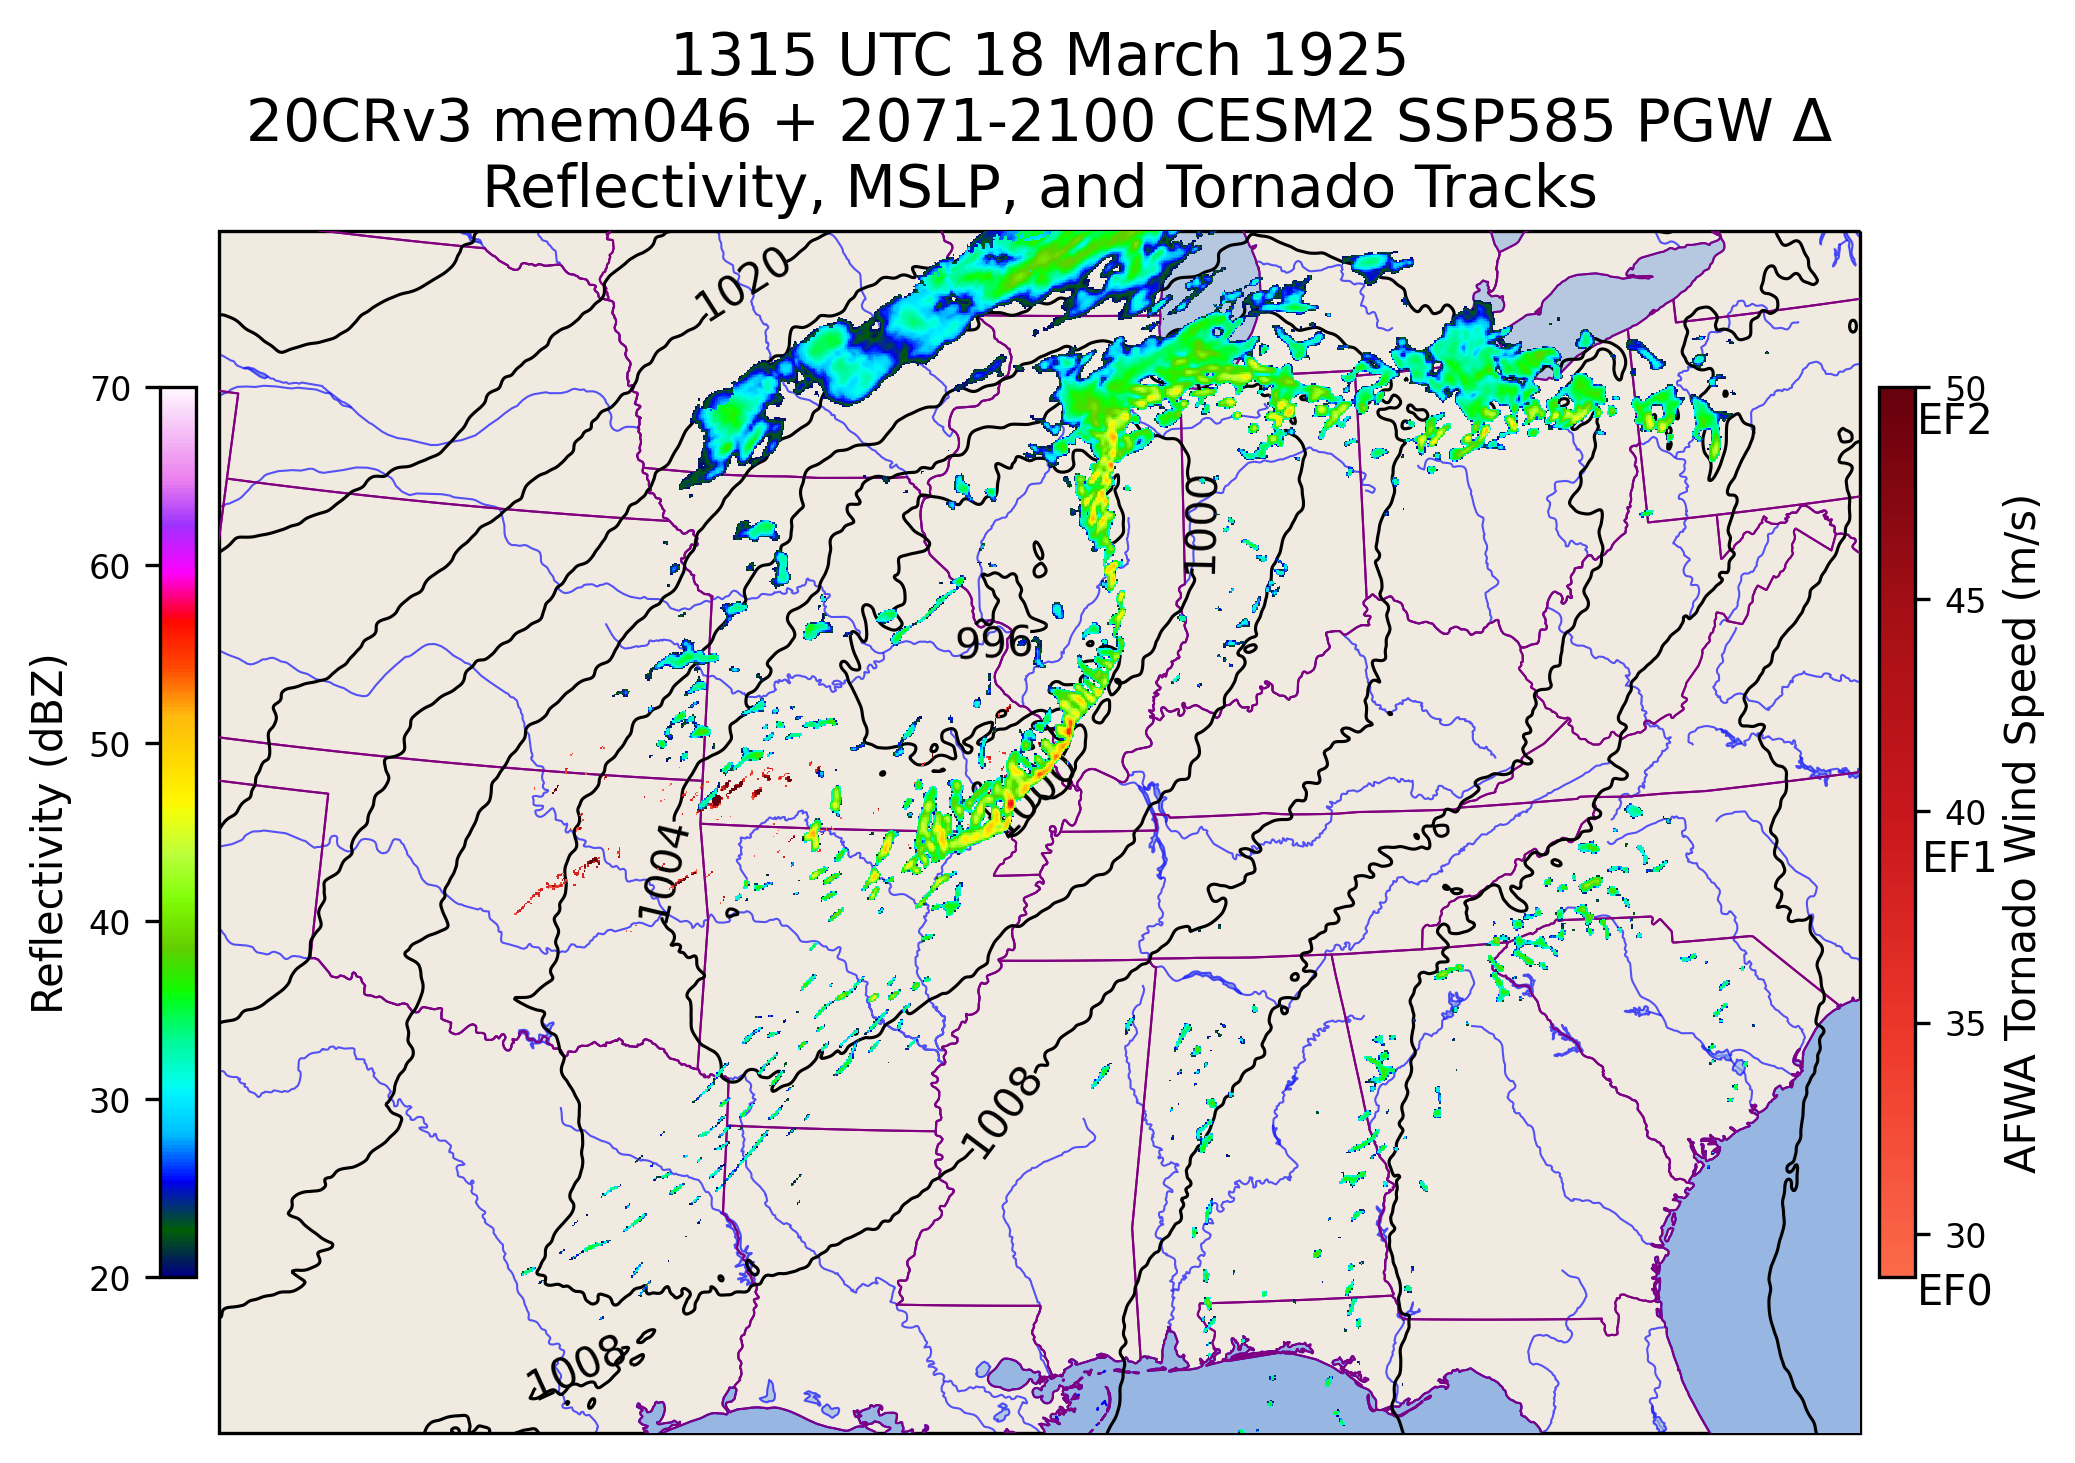 1315 UTC 18 March 1925
20CRv3 mem046 + 2071-2100 CESM2 SSP585 PGW Δ
Reflectivity, MSLP, and Tornado Tracks
1020
1000
996
1000
1004
1008
1008
70
60
50
40
30
20
Reflectivity (dBZ)
50
EF2
45
40
EF1
35
30
EF0
AFWA Tornado Wind Speed (m/s)